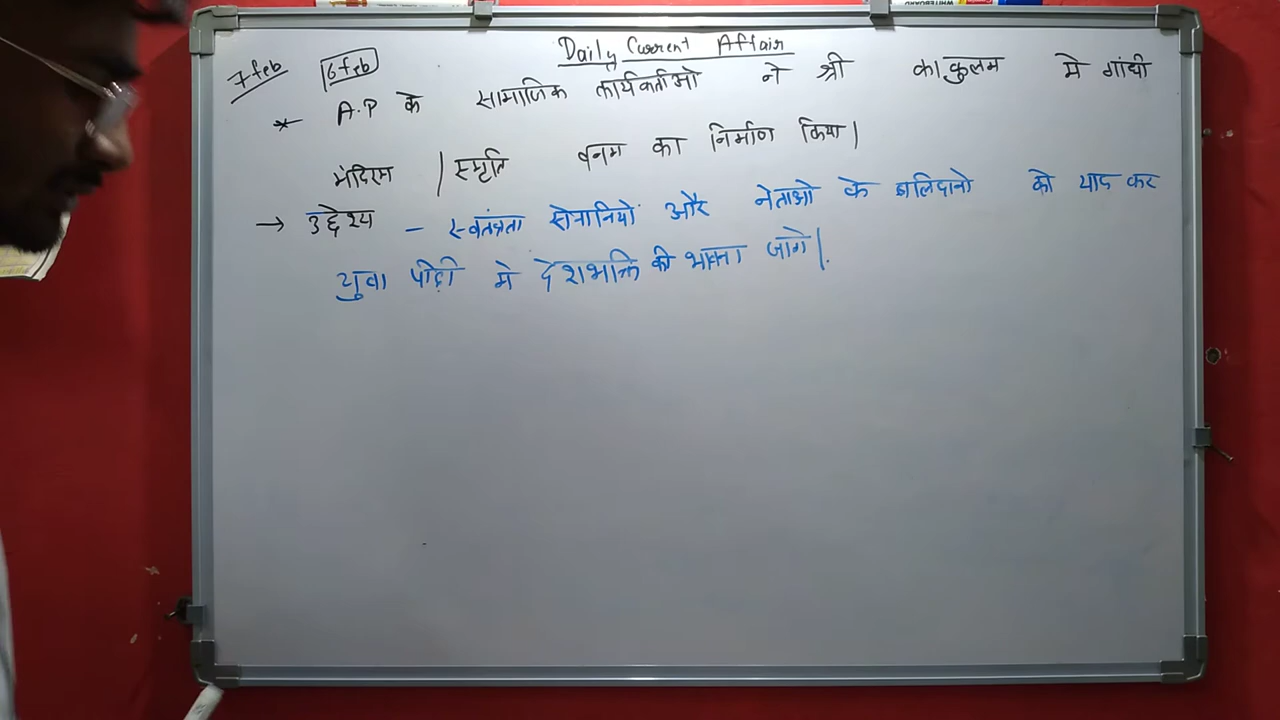 Daily Current Affair
7 feb 6 feb
* A.P के सामाजिक कार्यकर्ताओ ने श्री काकुलम मे गांधी
मंदिरम / स्मृति वनम का निर्माण किया|
→ उद्देश्य - स्वतंत्रता सेनानियों और नेताओ के बलिदानो को याद कर
युवा पीढ़ी मे देशभक्ति की भावना जागे|